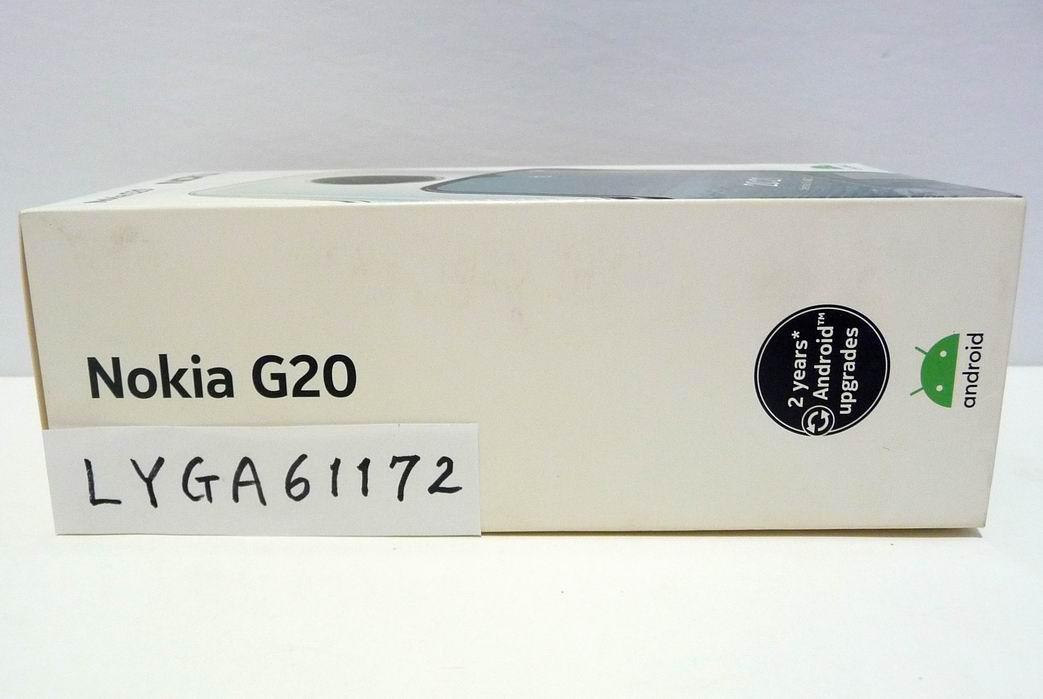 Nokia G20
LYGA61172
2 years*
Android™
upgrades
android